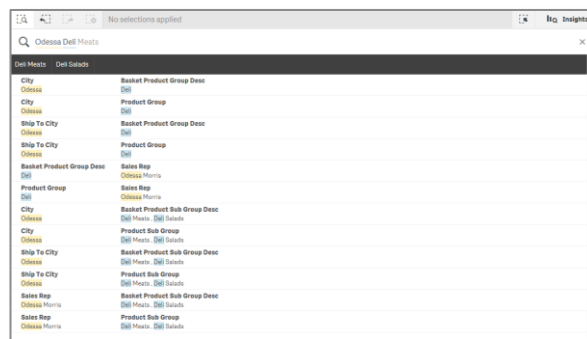 No selections applied
Insights
Odessa Deli Meats
Deli Meats Deli Salads
City Basket Product Group Desc
Odessa Deli
City Product Group
Odessa Deli
Ship To City Basket Product Group Desc
Odessa Deli
Ship To City Product Group
Odessa Deli
Basket Product Group Desc Sales Rep
Deli Odessa Morris
Product Group Sales Rep
Deli Odessa Morris
City Basket Product Sub Group Desc
Odessa Deli Meats , Deli Salads
City Product Sub Group
Odessa Deli Meats , Deli Salads
Ship To City Basket Product Sub Group Desc
Odessa Deli Meats , Deli Salads
Ship To City Product Sub Group
Odessa Deli Meats , Deli Salads
Sales Rep Basket Product Sub Group Desc
Odessa Morris Deli Meats , Deli Salads
Sales Rep Product Sub Group
Odessa Morris Deli Meats , Deli Salads